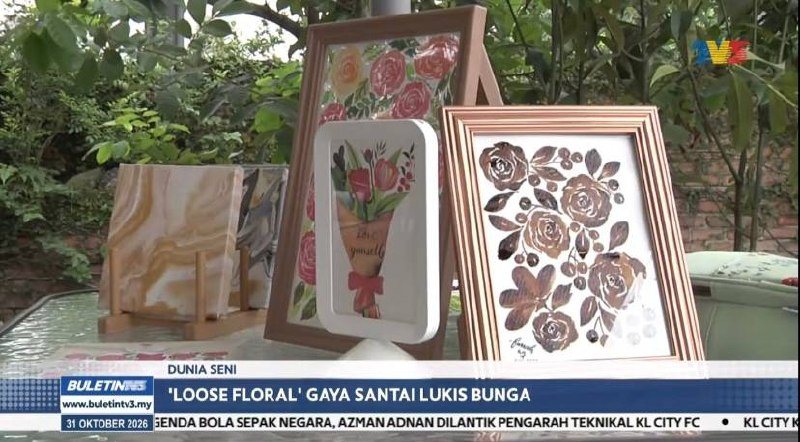 TV3
Love
yourself
DUNIA SENI
BULETIN TV3
'LOOSE FLORAL' GAYA SANTAI LUKIS BUNGA
www.buletintv3.my
31 OKTOBER 2026
GENDA BOLA SEPAK NEGARA, AZMAN ADNAN DILANTIK PENGARAH TEKNIKAL KL CITY FC • KL CITY K